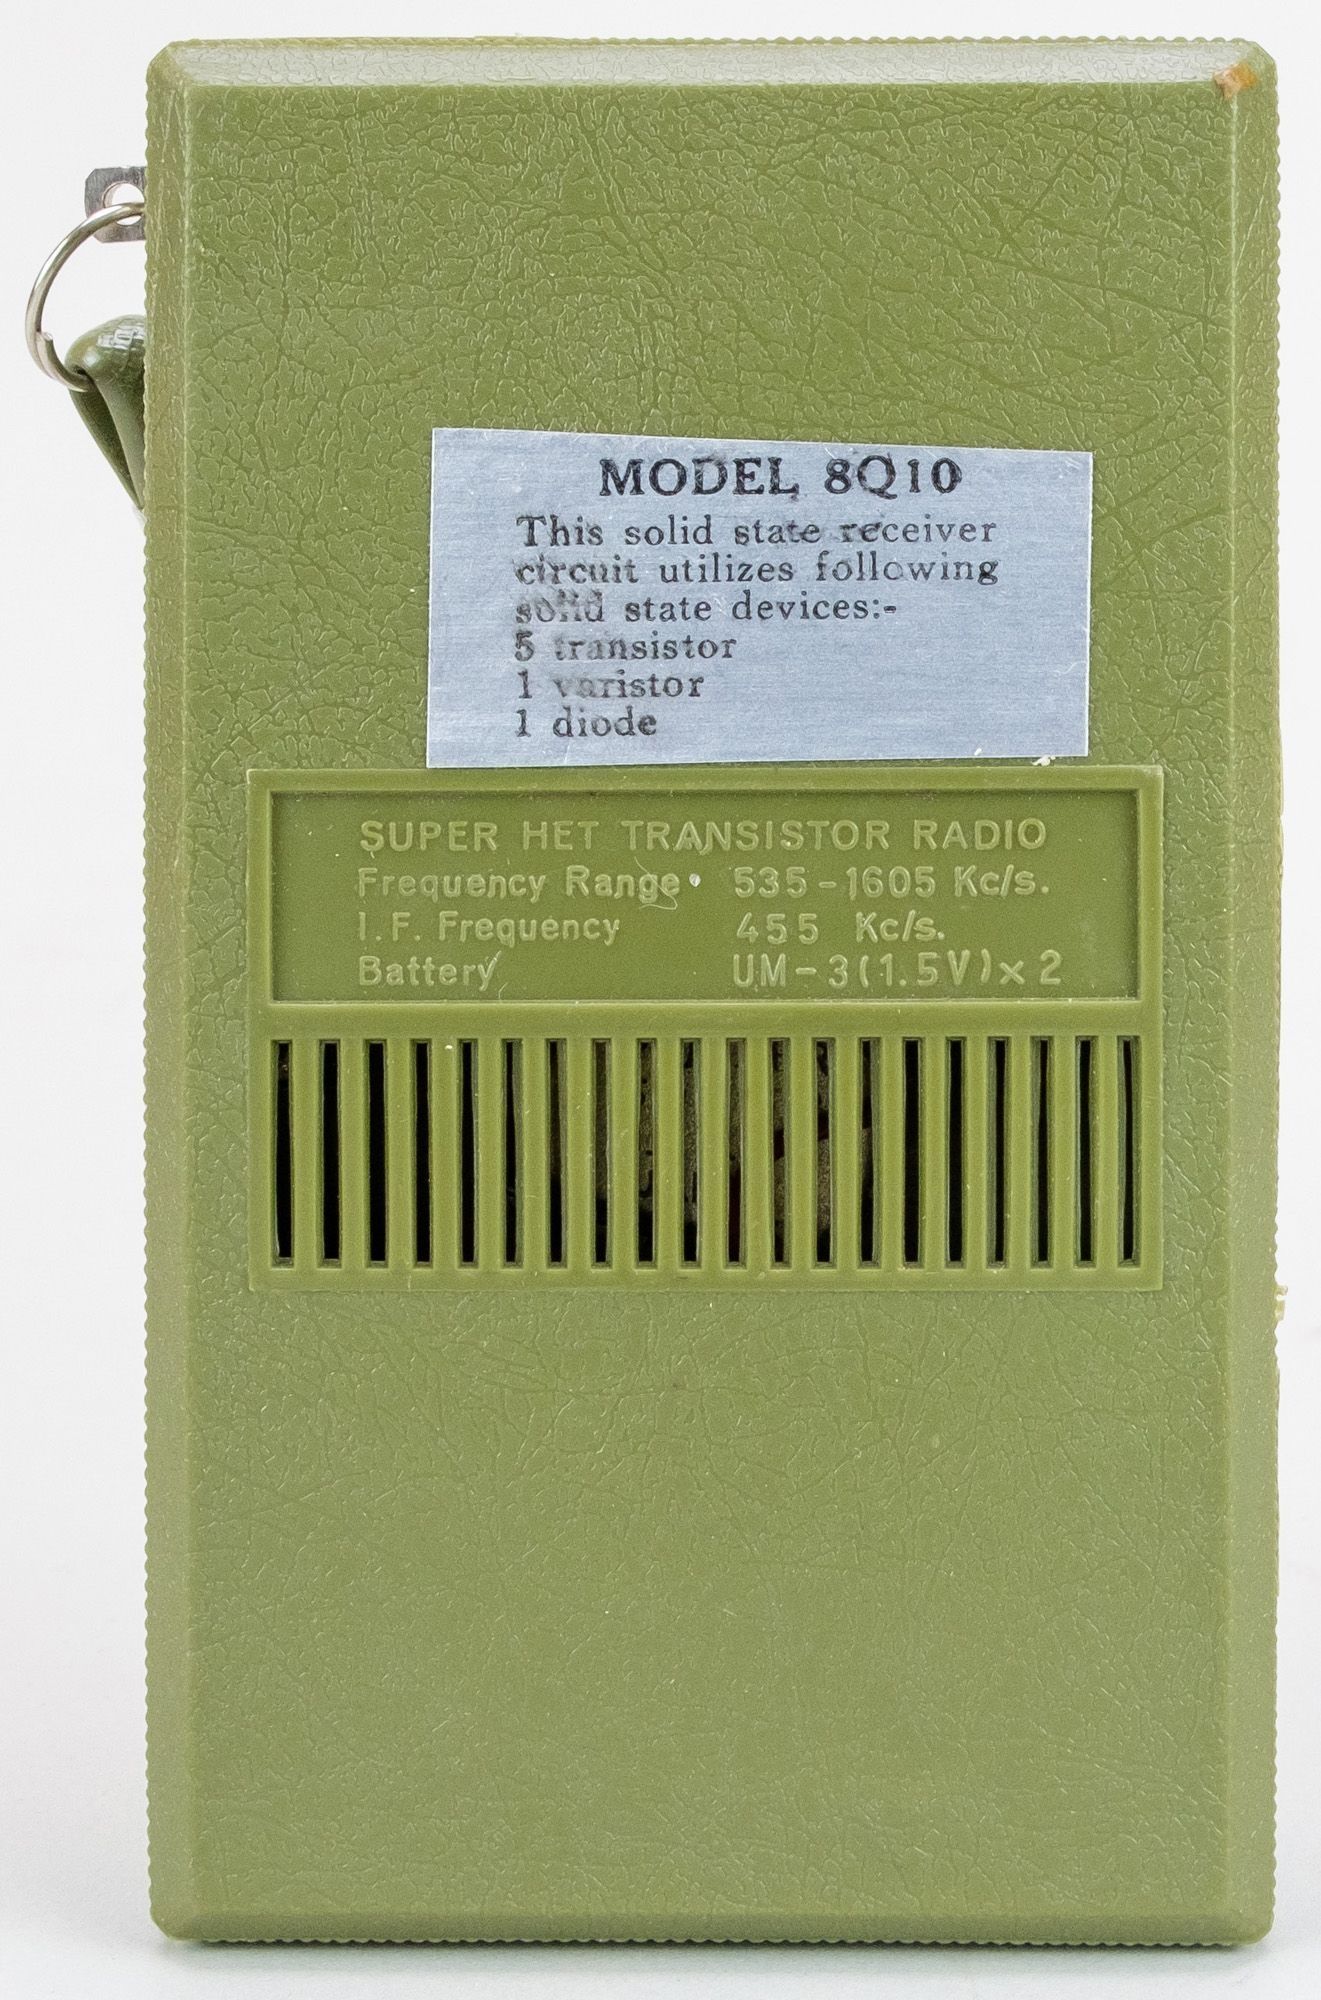 MODEL 8Q10
This solid state receiver
circuit utilizes following
solid state devices:-
5 transistor
1 varistor
1 diode
SUPER HET TRANSISTOR RADIO
Frequency Range 535-1605 Kc/s.
I.F. Frequency 455 Kc/s.
Battery UM-3(1.5V)x2